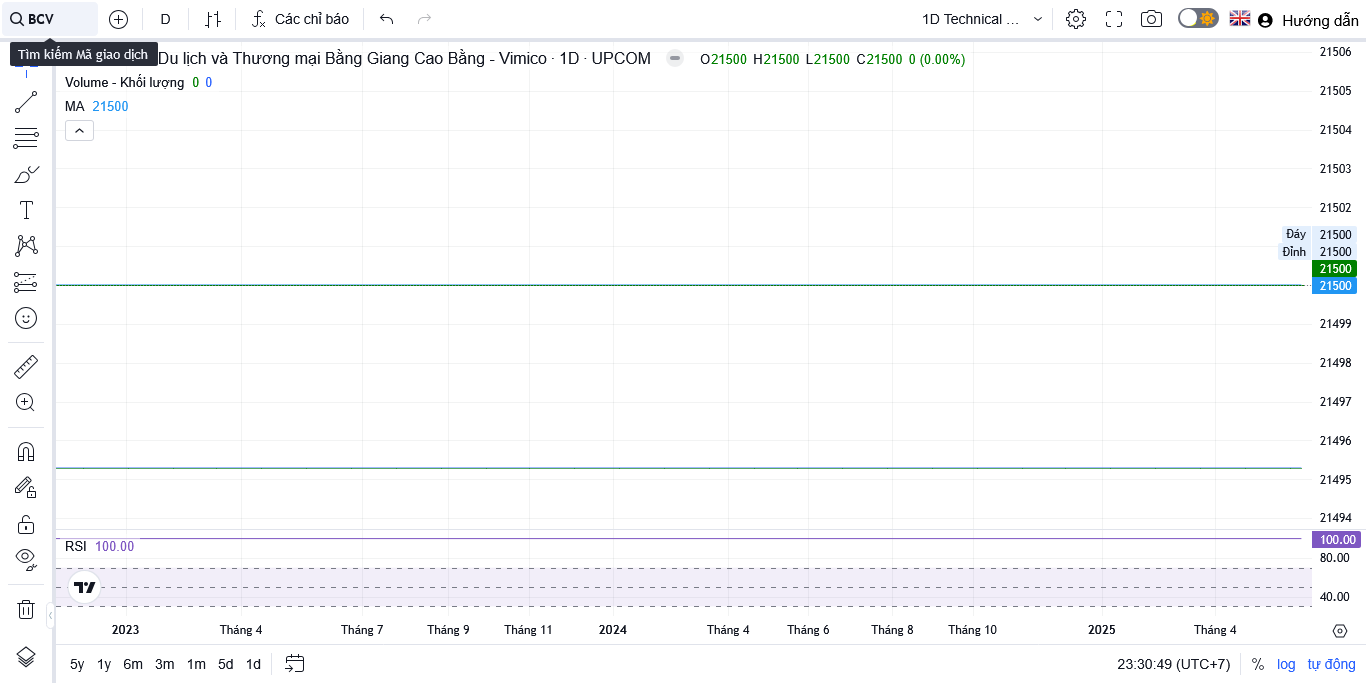 BCV
D
Các chỉ báo
1D Technical ...
Hướng dẫn
Tìm kiếm Mã giao dịch
Du lịch và Thương mại Bằng Giang Cao Bằng - Vimico · 1D · UPCOM
O21500 H21500 L21500 C21500 0 (0.00%)
Volume - Khối lượng 0 0
MA 21500
21506
21505
21504
21503
21502
Đáy 21500
Đỉnh 21500
21500
21500
21499
21498
21497
21496
21495
21494
RSI 100.00
100.00
80.00
40.00
2023 Tháng 4 Tháng 7 Tháng 9 Tháng 11 2024 Tháng 4 Tháng 6 Tháng 8 Tháng 10 2025 Tháng 4
5y 1y 6m 3m 1m 5d 1d
23:30:49 (UTC+7) % log tự động